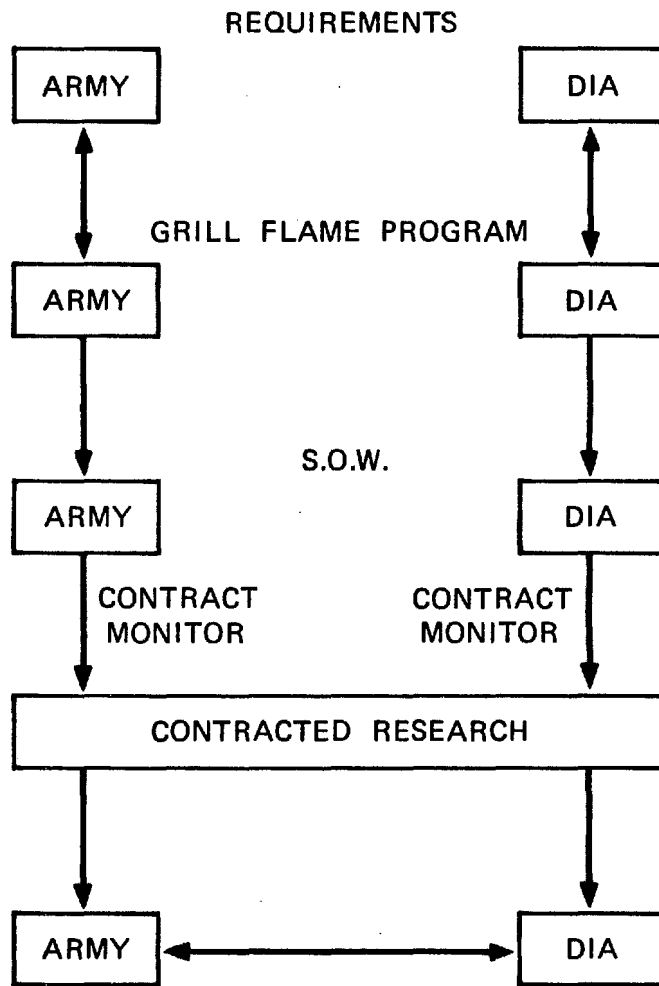 REQUIREMENTS
ARMY
DIA
GRILL FLAME PROGRAM
ARMY
DIA
S.O.W.
ARMY
DIA
CONTRACT
MONITOR
CONTRACT
MONITOR
CONTRACTED RESEARCH
ARMY
DIA